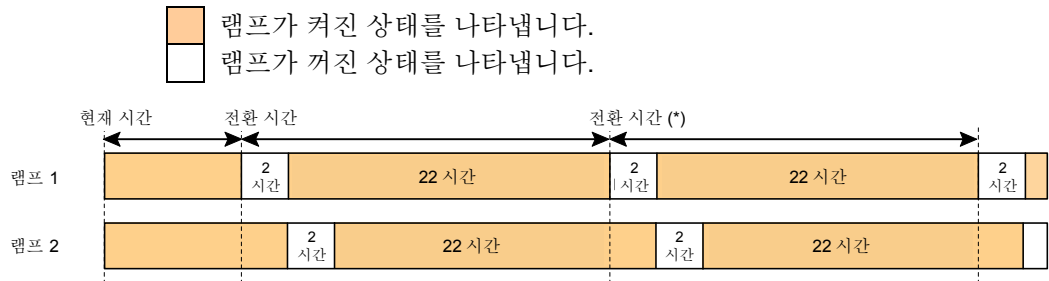 램프가 켜진 상태를 나타냅니다.
램프가 꺼진 상태를 나타냅니다.
현재 시간 전환 시간 전환 시간 (*)
램프 1
2
시간
22 시간
2
시간
22 시간
2
시간
램프 2
2
시간
22 시간
2
시간
22 시간